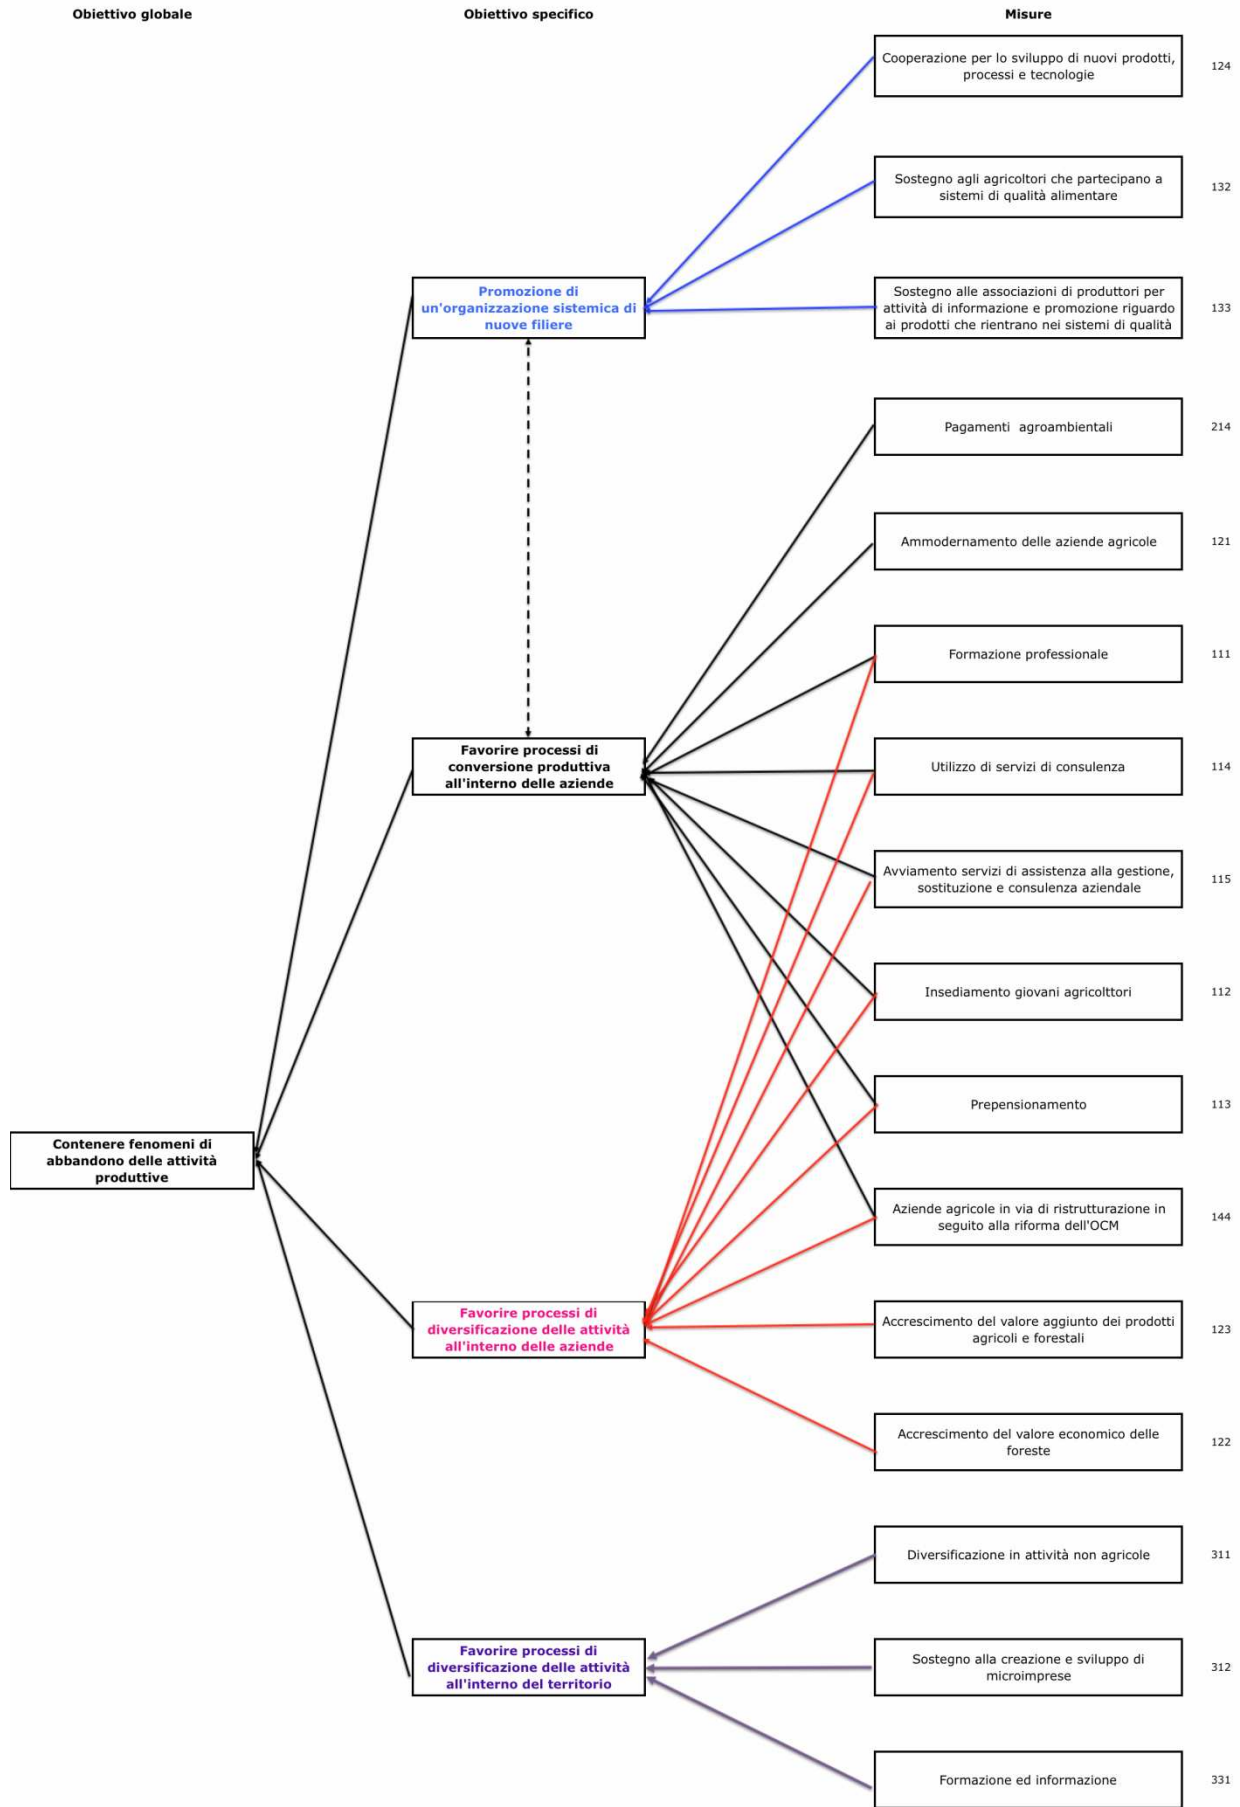 Obiettivo globale
Obiettivo specifico
Misure
Cooperazione per lo sviluppo di nuovi prodotti,
processi e tecnologie
124
Sostegno agli agricoltori che partecipano a
sistemi di qualità alimentare
132
Promozione di
un'organizzazione sistemica di
nuove filiere
Sostegno alle associazioni di produttori per
attività di informazione e promozione riguardo
ai prodotti che rientrano nei sistemi di qualità
133
Pagamenti agroambientali
214
Ammodernamento delle aziende agricole
121
Formazione professionale
111
Favorire processi di
conversione produttiva
all'interno delle aziende
Utilizzo di servizi di consulenza
114
Avviamento servizi di assistenza alla gestione,
sostituzione e consulenza aziendale
115
Insediamento giovani agricolttori
112
Prepensionamento
113
Contenere fenomeni di
abbandono delle attività
produttive
Aziende agricole in via di ristrutturazione in
seguito alla riforma dell'OCM
144
Favorire processi di
diversificazione delle attività
all'interno delle aziende
Accrescimento del valore aggiunto dei prodotti
agricoli e forestali
123
Accrescimento del valore economico delle
foreste
122
Diversificazione in attività non agricole
311
Favorire processi di
diversificazione delle attività
all'interno del territorio
Sostegno alla creazione e sviluppo di
microimprese
312
Formazione ed informazione
331